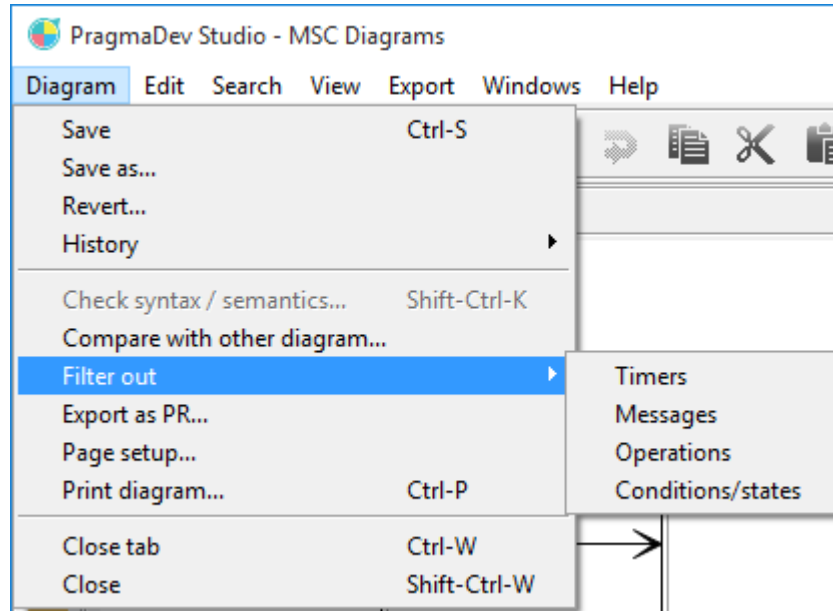 PragmaDev Studio - MSC Diagrams
Diagram Edit Search View Export Windows Help
Save Ctrl-S
Save as...
Revert...
History
Check syntax / semantics... Shift-Ctrl-K
Compare with other diagram...
Filter out Timers
Export as PR... Messages
Page setup... Operations
Print diagram... Ctrl-P Conditions/states
Close tab Ctrl-W
Close Shift-Ctrl-W